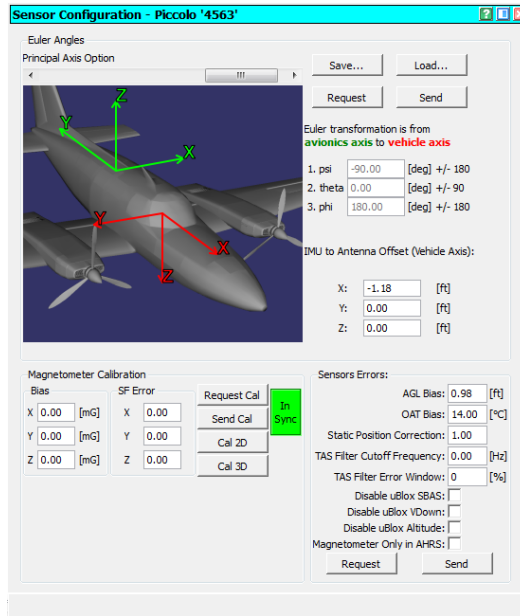 Sensor Configuration - Piccolo '4563'
Euler Angles
Principal Axis Option
Save... Load...
Request Send
Euler transformation is from
avionics axis to vehicle axis
1. psi -90.00 [deg] +/- 180
2. theta 0.00 [deg] +/- 90
3. phi 180.00 [deg] +/- 180
Z
Y
X
Y
X
Z
IMU to Antenna Offset (Vehicle Axis):
X: -1.18 [ft]
Y: 0.00 [ft]
Z: 0.00 [ft]
Magnetometer Calibration
Bias SF Error
X 0.00 [mG] X 0.00
Y 0.00 [mG] Y 0.00
Z 0.00 [mG] Z 0.00
Request Cal
Send Cal
Cal 2D
Cal 3D
In
Sync
Sensors Errors:
AGL Bias: 0.98 [ft]
OAT Bias: 14.00 [°C]
Static Position Correction: 1.00
TAS Filter Cutoff Frequency: 0.00 [Hz]
TAS Filter Error Window: 0 [%]
Disable uBlox SBAS:
Disable uBlox VDown:
Disable uBlox Altitude:
Magnetometer Only in AHRS:
Request Send